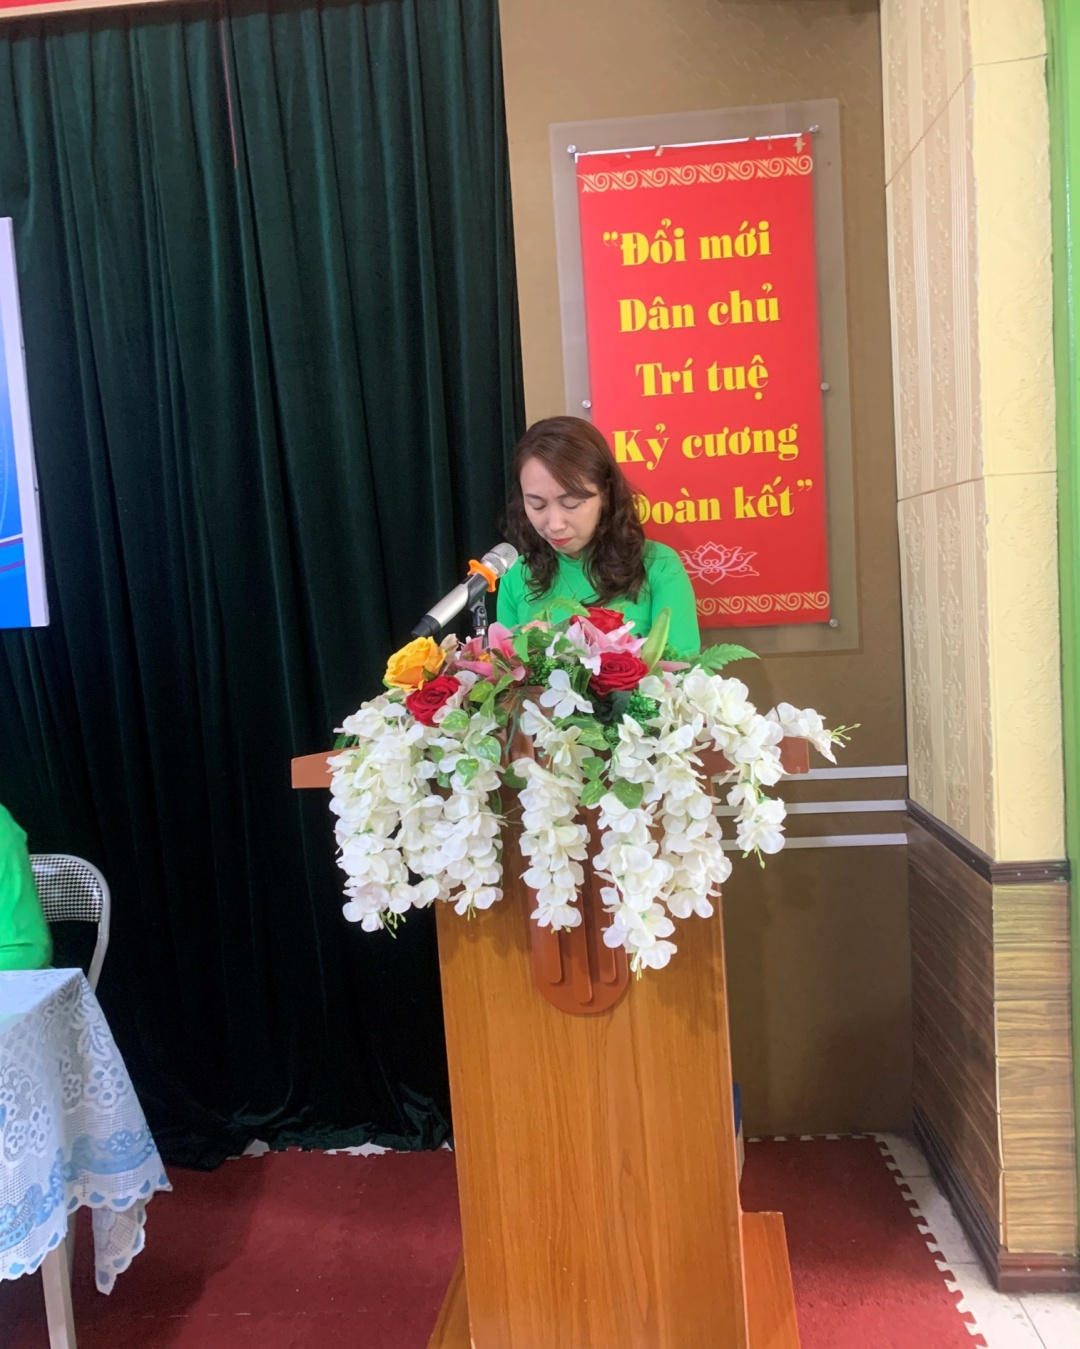 “Đổi mới
Dân chủ
Trí tuệ
Kỷ cương
Đoàn kết”